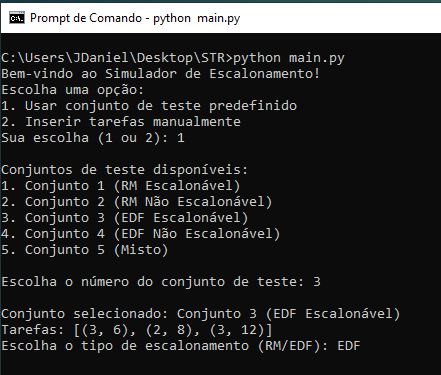 Prompt de Comando - python  main.py
C:\Users\JDaniel\Desktop\STR>python main.py
Bem-vindo ao Simulador de Escalonamento!
Escolha uma opção:
1. Usar conjunto de teste predefinido
2. Inserir tarefas manualmente
Sua escolha (1 ou 2): 1
Conjuntos de teste disponíveis:
1. Conjunto 1 (RM Escalonável)
2. Conjunto 2 (RM Não Escalonável)
3. Conjunto 3 (EDF Escalonável)
4. Conjunto 4 (EDF Não Escalonável)
5. Conjunto 5 (Misto)
Escolha o número do conjunto de teste: 3
Conjunto selecionado: Conjunto 3 (EDF Escalonável)
Tarefas: [(3, 6), (2, 8), (3, 12)]
Escolha o tipo de escalonamento (RM/EDF): EDF